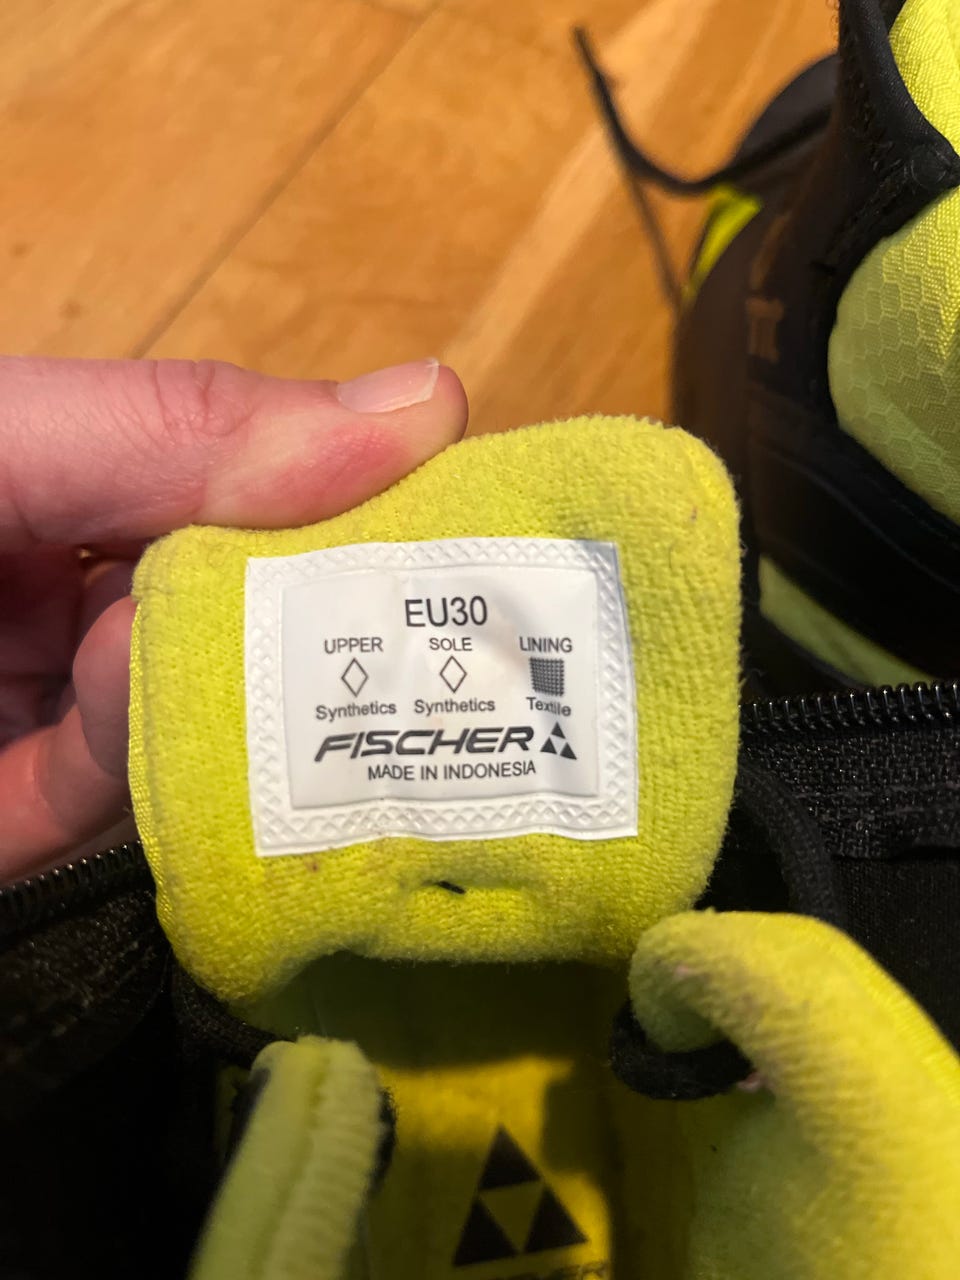 EU30
UPPER SOLE LINING
Synthetics Synthetics Textile
FISCHER
MADE IN INDONESIA